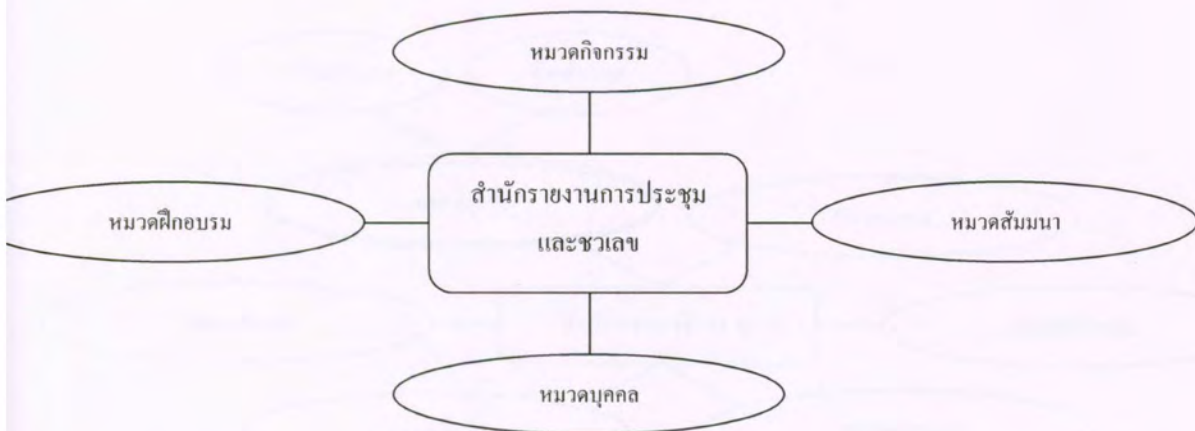 หมวดกิจกรรม
สำนักรายงานการประชุม
และชวเลข
หมวดฝึกอบรม
หมวดสัมมนา
หมวดบุคคล